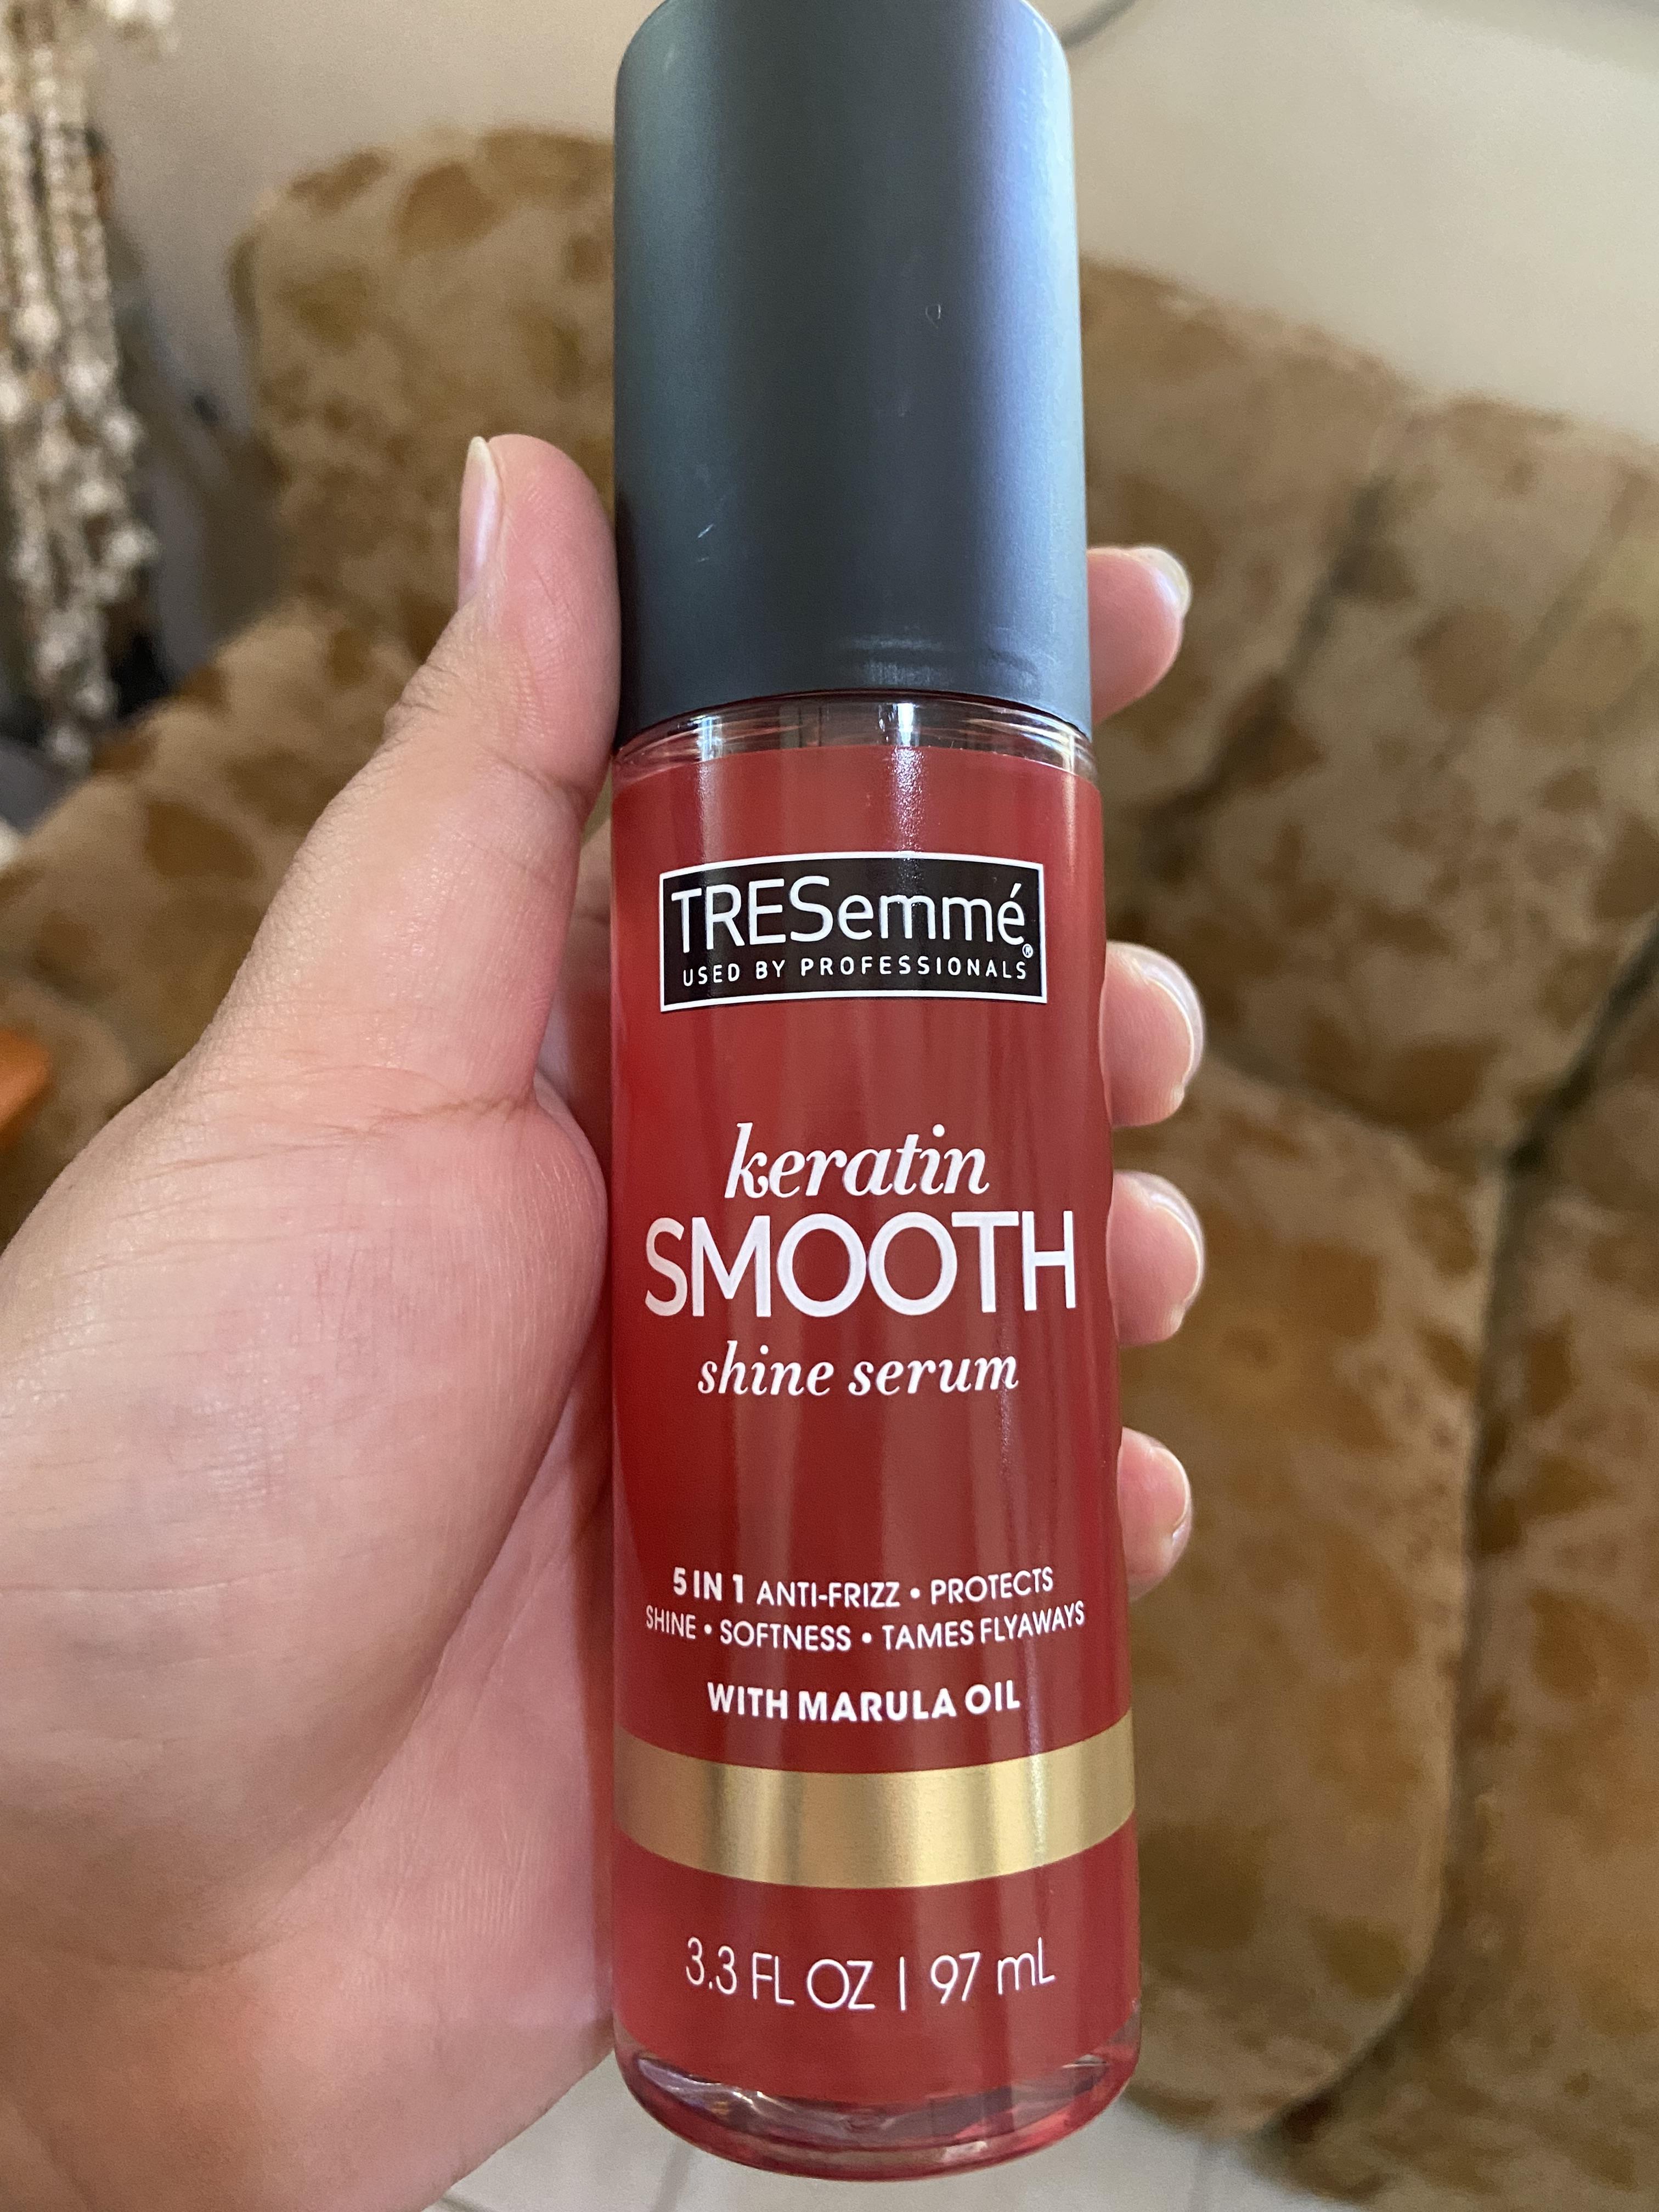 TRESemmé®
USED BY PROFESSIONALS
keratin
SMOOTH
shine serum
5 IN 1 ANTI-FRIZZ • PROTECTS
SHINE • SOFTNESS • TAMES FLYAWAYS
WITH MARULA OIL
3.3 FL OZ | 97 mL